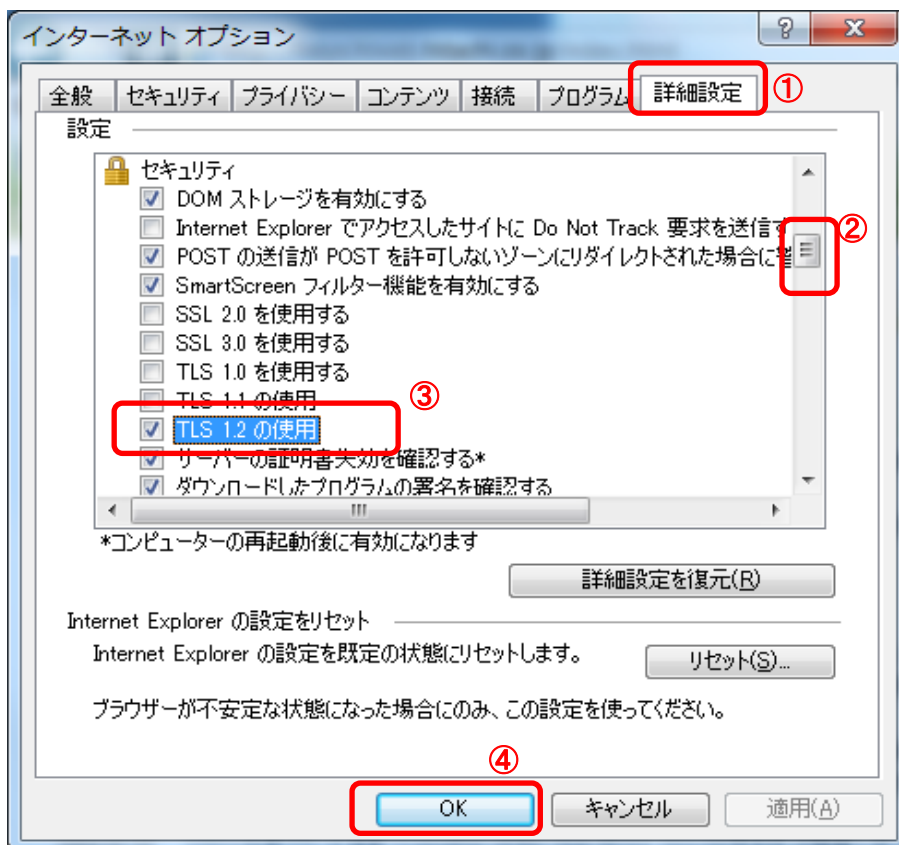 インターネット オプション
全般 セキュリティ プライバシー コンテンツ 接続 プログラム 詳細設定 ①
設定
セキュリティ
DOM ストレージを有効にする
Internet Explorer でアクセスしたサイトに Do Not Track 要求を送信す ②
POST の送信が POST を許可しないゾーンにリダイレクトされた場合に
SmartScreen フィルター機能を有効にする
SSL 2.0 を使用する
SSL 3.0 を使用する
TLS 1.0 を使用する
TLS 1.1 の使用 ③
TLS 1.2 の使用
サーバーの証明書失効を確認する*
ダウンロードしたプログラムの署名を確認する
*コンピューターの再起動後に有効になります
詳細設定を復元(R)
Internet Explorer の設定をリセット
Internet Explorer の設定を既定の状態にリセットします。
リセット(S)...
ブラウザーが不安定な状態になった場合にのみ、この設定を使ってください。
④
OK キャンセル 適用(A)